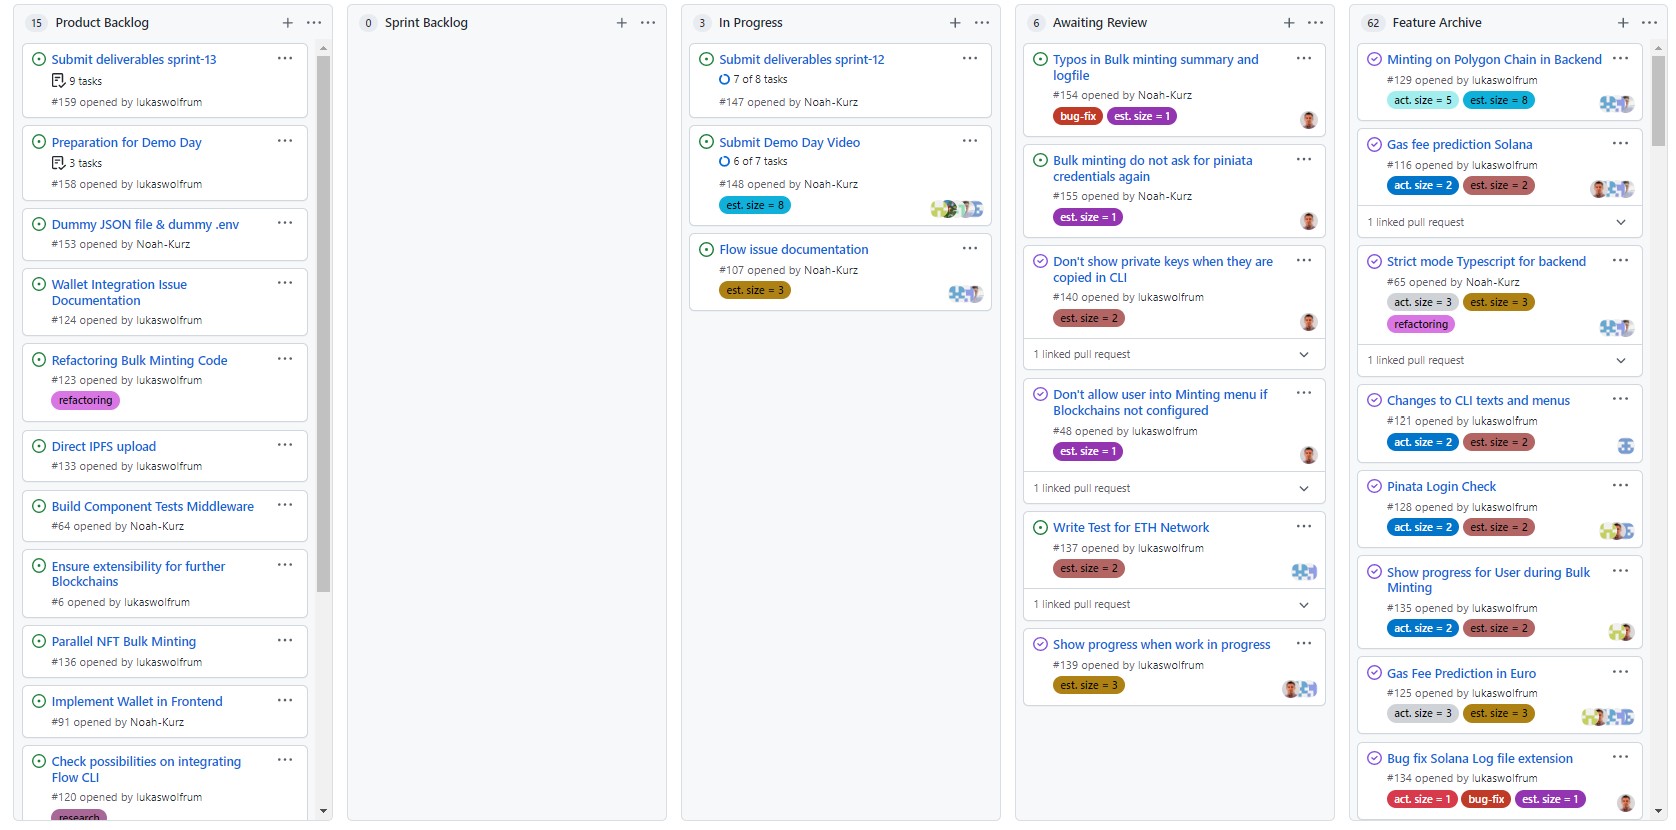 15 Product Backlog
Submit deliverables sprint-13
9 tasks
#159 opened by lukaswolfrum
Preparation for Demo Day
3 tasks
#158 opened by lukaswolfrum
Dummy JSON file & dummy .env
#153 opened by Noah-Kurz
Wallet Integration Issue
Documentation
#124 opened by lukaswolfrum
Refactoring Bulk Minting Code
#123 opened by lukaswolfrum
refactoring
Direct IPFS upload
#133 opened by lukaswolfrum
Build Component Tests Middleware
#64 opened by Noah-Kurz
Ensure extensibility for further
Blockchains
#6 opened by lukaswolfrum
Parallel NFT Bulk Minting
#136 opened by lukaswolfrum
Implement Wallet in Frontend
#91 opened by Noah-Kurz
Check possibilities on integrating
Flow CLI
#120 opened by lukaswolfrum
research
0 Sprint Backlog
3 In Progress
Submit deliverables sprint-12
7 of 8 tasks
#147 opened by Noah-Kurz
Submit Demo Day Video
6 of 7 tasks
#148 opened by Noah-Kurz
est. size = 8
Flow issue documentation
#107 opened by Noah-Kurz
est. size = 3
6 Awaiting Review
Typos in Bulk minting summary and
logfile
#154 opened by Noah-Kurz
bug-fix est. size = 1
Bulk minting do not ask for piniata
credentials again
#155 opened by Noah-Kurz
est. size = 1
Don't show private keys when they are
copied in CLI
#140 opened by lukaswolfrum
est. size = 2
1 linked pull request
Don't allow user into Minting menu if
Blockchains not configured
#48 opened by lukaswolfrum
est. size = 1
1 linked pull request
Write Test for ETH Network
#137 opened by lukaswolfrum
est. size = 2
1 linked pull request
Show progress when work in progress
#139 opened by lukaswolfrum
est. size = 3
62 Feature Archive
Minting on Polygon Chain in Backend
#129 opened by lukaswolfrum
act. size = 5 est. size = 8
Gas fee prediction Solana
#116 opened by lukaswolfrum
act. size = 2 est. size = 2
1 linked pull request
Strict mode Typescript for backend
#65 opened by Noah-Kurz
act. size = 3 est. size = 3
refactoring
1 linked pull request
Changes to CLI texts and menus
#121 opened by lukaswolfrum
act. size = 2 est. size = 2
Pinata Login Check
#128 opened by lukaswolfrum
act. size = 2 est. size = 2
Show progress for User during Bulk
Minting
#135 opened by lukaswolfrum
act. size = 2 est. size = 2
Gas Fee Prediction in Euro
#125 opened by lukaswolfrum
act. size = 3 est. size = 3
Bug fix Solana Log file extension
#134 opened by lukaswolfrum
act. size = 1 bug-fix est. size = 1